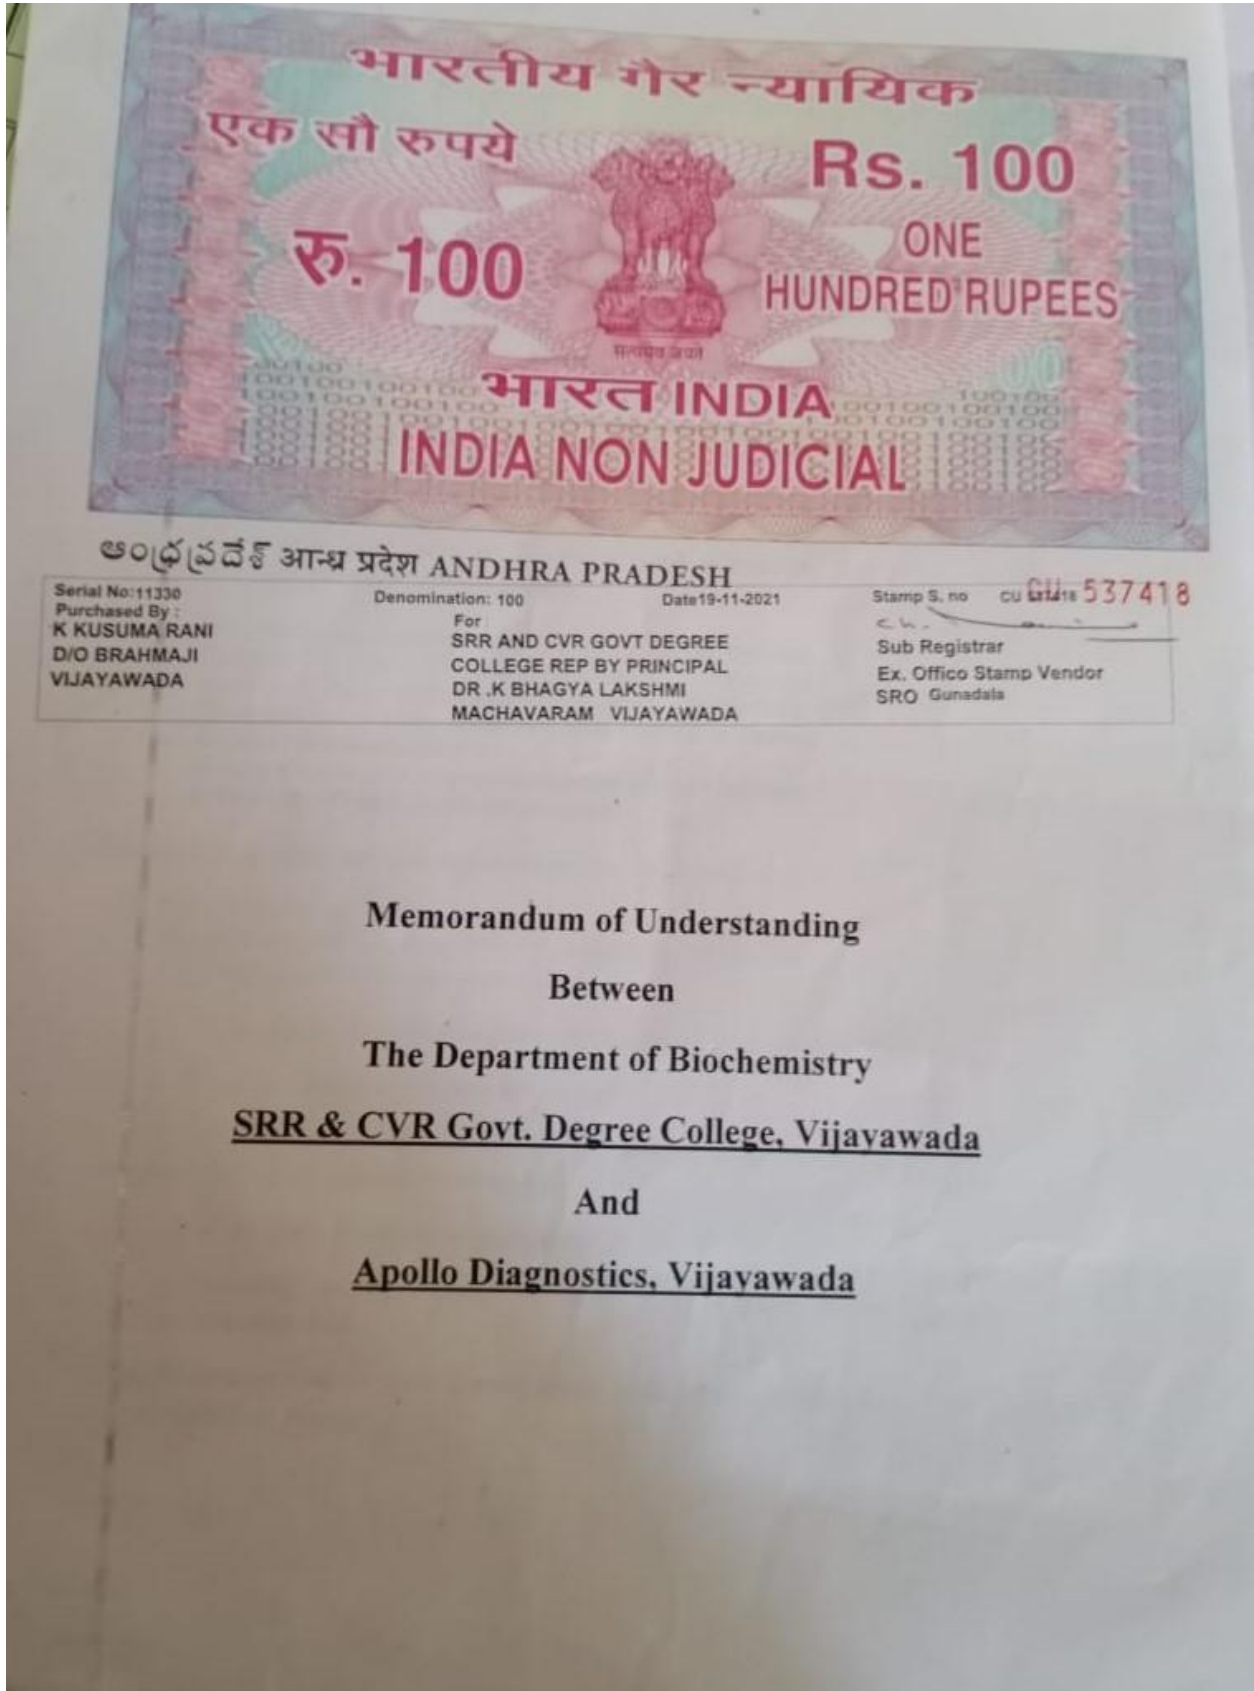 भारतीय गैर न्यायिक
एक सौ रुपये
Rs. 100
रु. 100
ONE
HUNDRED RUPEES
सत्यमेव जयते
भारत INDIA
INDIA NON JUDICIAL
ఆంధ్రప్రదేశ్ आन्ध्र प्रदेश ANDHRA PRADESH
Serial No:11330 Denomination: 100 Date19-11-2021 Stamp S. no CU 537418
Purchased By :
K KUSUMA RANI
D/O BRAHMAJI
VIJAYAWADA
For
SRR AND CVR GOVT DEGREE
COLLEGE REP BY PRINCIPAL
DR .K BHAGYA LAKSHMI
MACHAVARAM VIJAYAWADA
Sub Registrar
Ex. Offico Stamp Vendor
SRO Gunadala
Memorandum of Understanding
Between
The Department of Biochemistry
SRR & CVR Govt. Degree College, Vijayawada
And
Apollo Diagnostics, Vijayawada